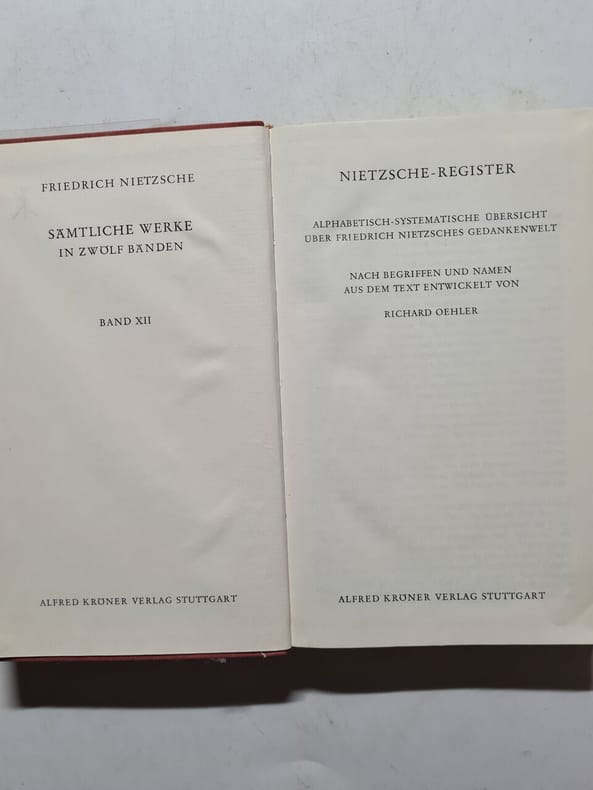 FRIEDRICH NIETZSCHE
SÄMTLICHE WERKE
IN ZWÖLF BÄNDEN
BAND XII
ALFRED KRÖNER VERLAG STUTTGART
NIETZSCHE-REGISTER
ALPHABETISCH-SYSTEMATISCHE ÜBERSICHT
ÜBER FRIEDRICH NIETZSCHES GEDANKENWELT
NACH BEGRIFFEN UND NAMEN
AUS DEM TEXT ENTWICKELT VON
RICHARD OEHLER
ALFRED KRÖNER VERLAG STUTTGART